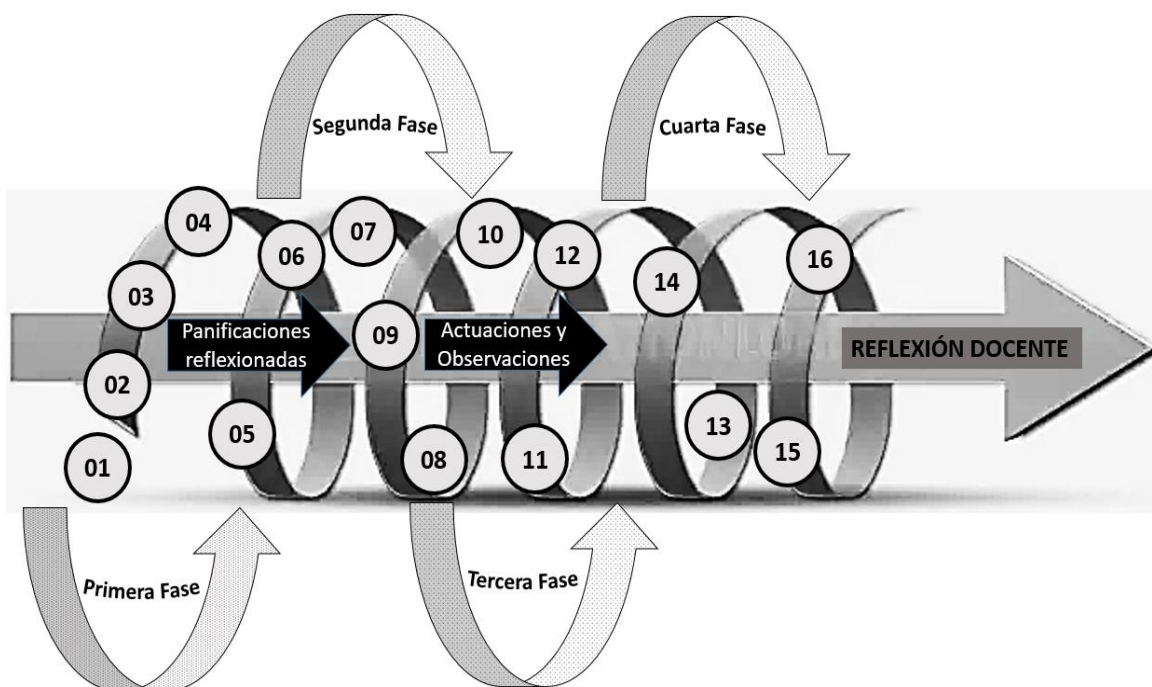 Segunda Fase
Cuarta Fase
04
07
10
12
06
14
16
03
09
Panificaciones
reflexionadas
Actuaciones y
Observaciones
REFLEXIÓN DOCENTE
02
05
13
15
01
08
11
Primera Fase
Tercera Fase